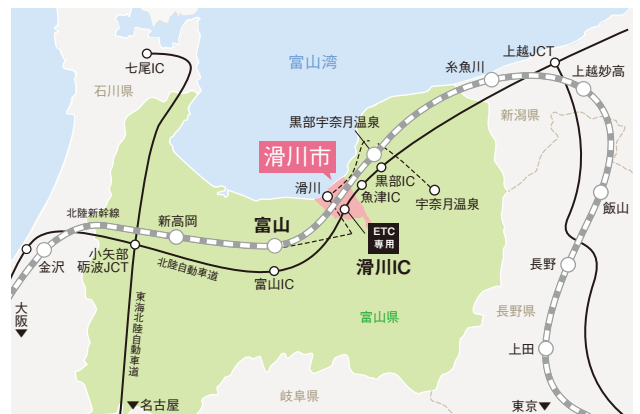 上越JCT
七尾IC
富山湾
糸魚川
上越妙高
石川県
新潟県
黒部宇奈月温泉
滑川市
黒部IC
滑川
魚津IC
宇奈月温泉
飯山
北陸新幹線
新高岡
富山
ETC
専用
小矢部
砺波JCT
金沢
北陸自動車道
滑川IC
長野
富山IC
東海北陸自動車道
大阪
富山県
長野県
上田
岐阜県
▼名古屋
東京▼